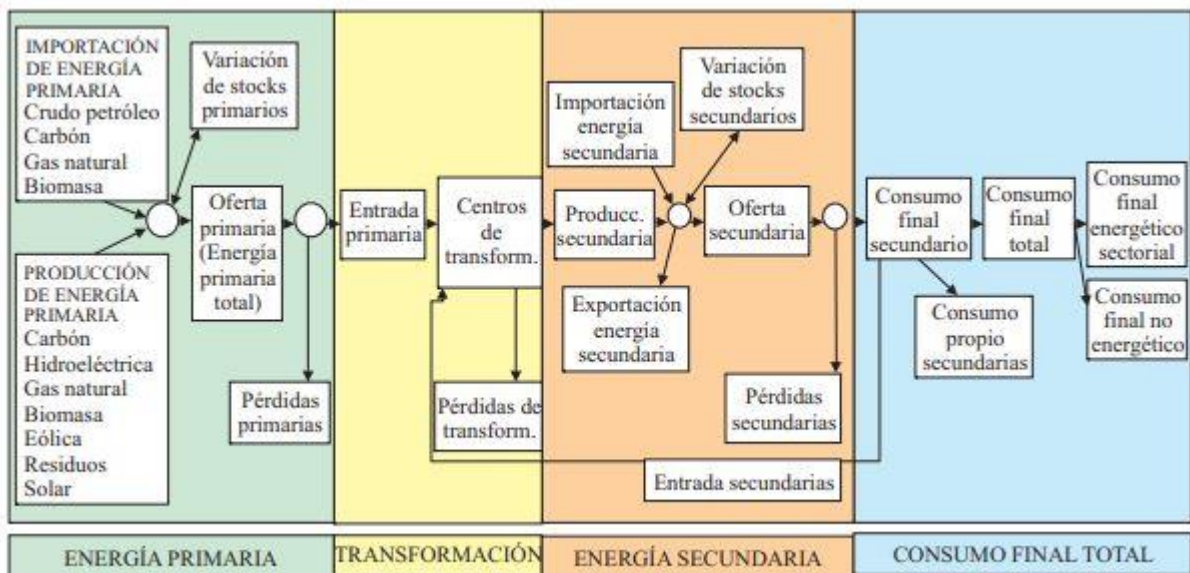 IMPORTACIÓN
DE ENERGÍA
PRIMARIA
Crudo petróleo
Carbón
Gas natural
Biomasa
Variación
de stocks
primarios
Oferta
primaria
(Energía
primaria
total)
PRODUCCIÓN
DE ENERGÍA
PRIMARIA
Carbón
Hidroeléctrica
Gas natural
Biomasa
Eólica
Residuos
Solar
Pérdidas
primarias
Entrada
primaria
Centros
de
transform.
Pérdidas de
transform.
Importación
energía
secundaria
Variación
de stocks
secundarios
Producc.
secundaria
Oferta
secundaria
Exportación
energía
secundaria
Pérdidas
secundarias
Entrada secundarias
Consumo
final
secundario
Consumo
final
total
Consumo
final
energético
sectorial
Consumo
propio
secundarias
Consumo
final no
energético
ENERGÍA PRIMARIA
TRANSFORMACIÓN
ENERGÍA SECUNDARIA
CONSUMO FINAL TOTAL